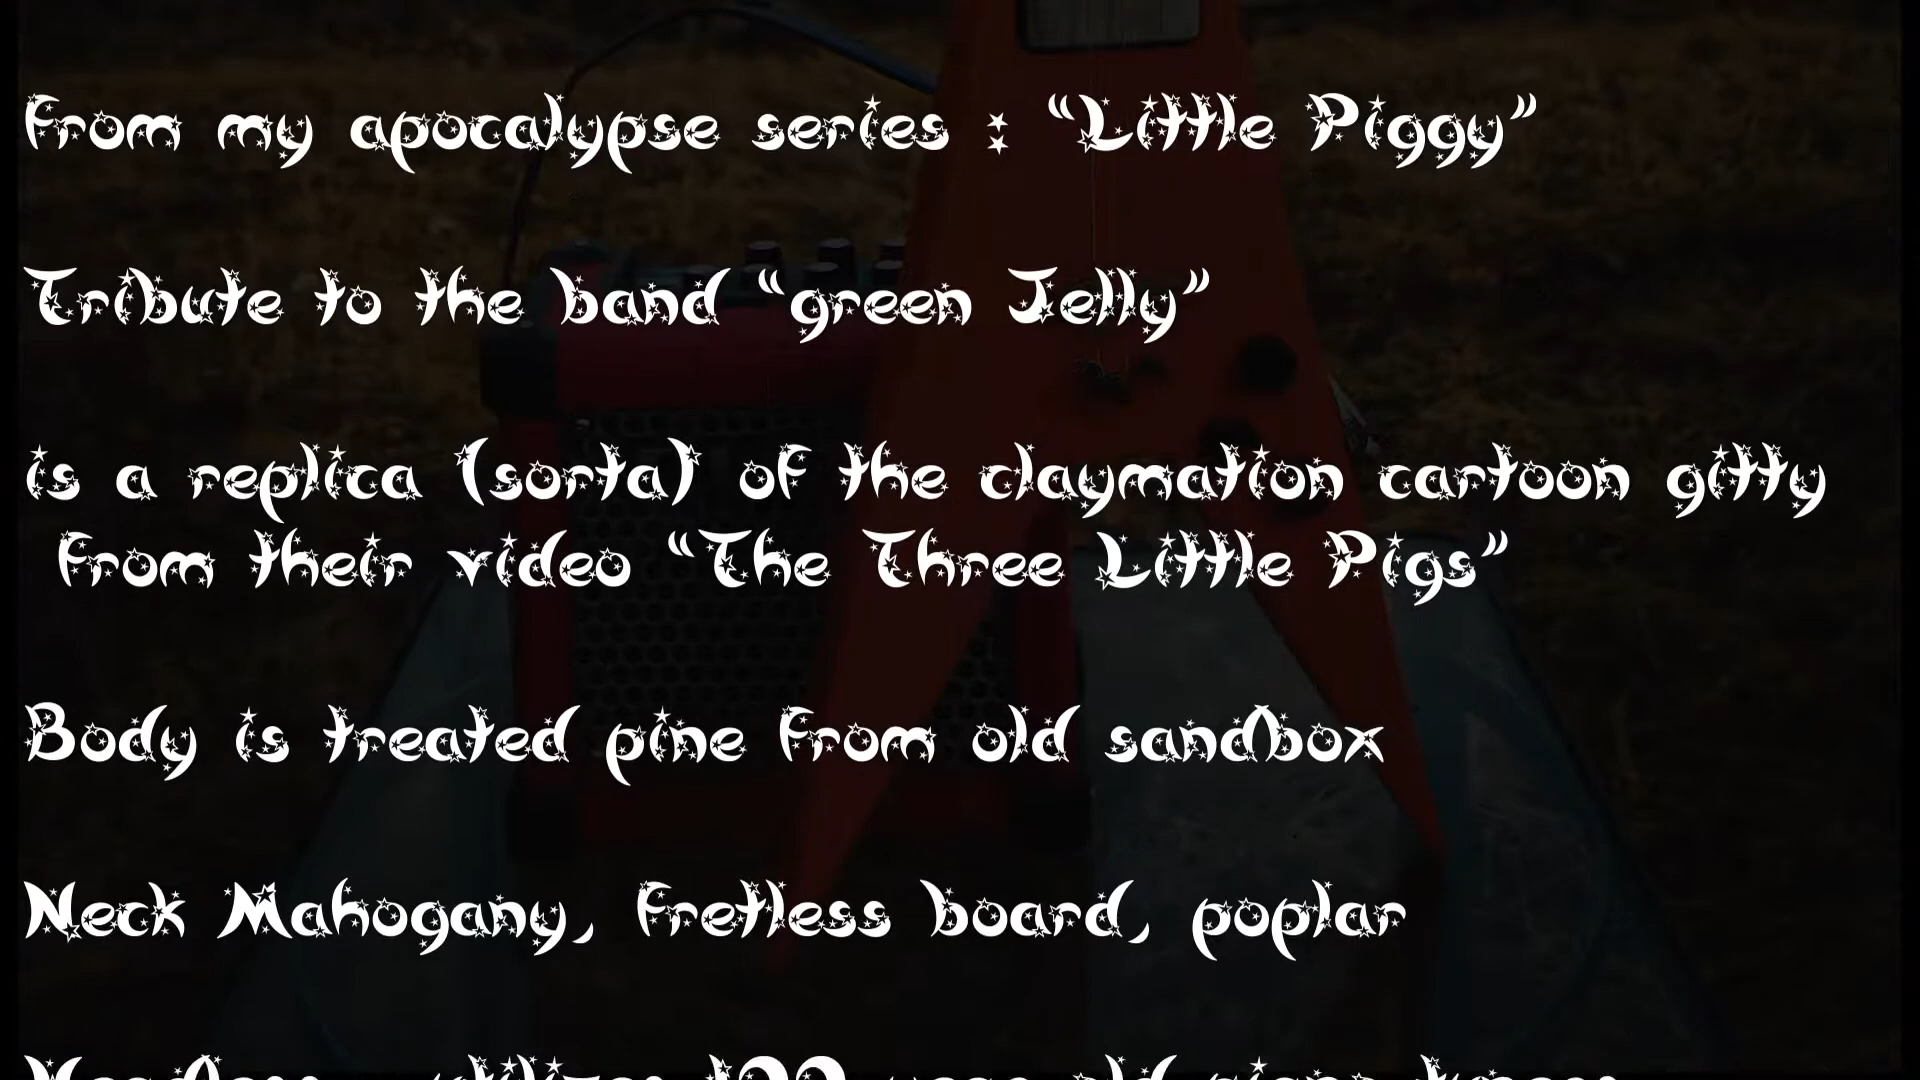 From my apocalypse series : “Little Piggy”
Tribute to the band “green Jelly”
is a replica (sorta) of the claymation cartoon gitty
from their video “The Three Little Pigs”
Body is treated pine from old sandbox
Neck Mahogany, fretless board, poplar